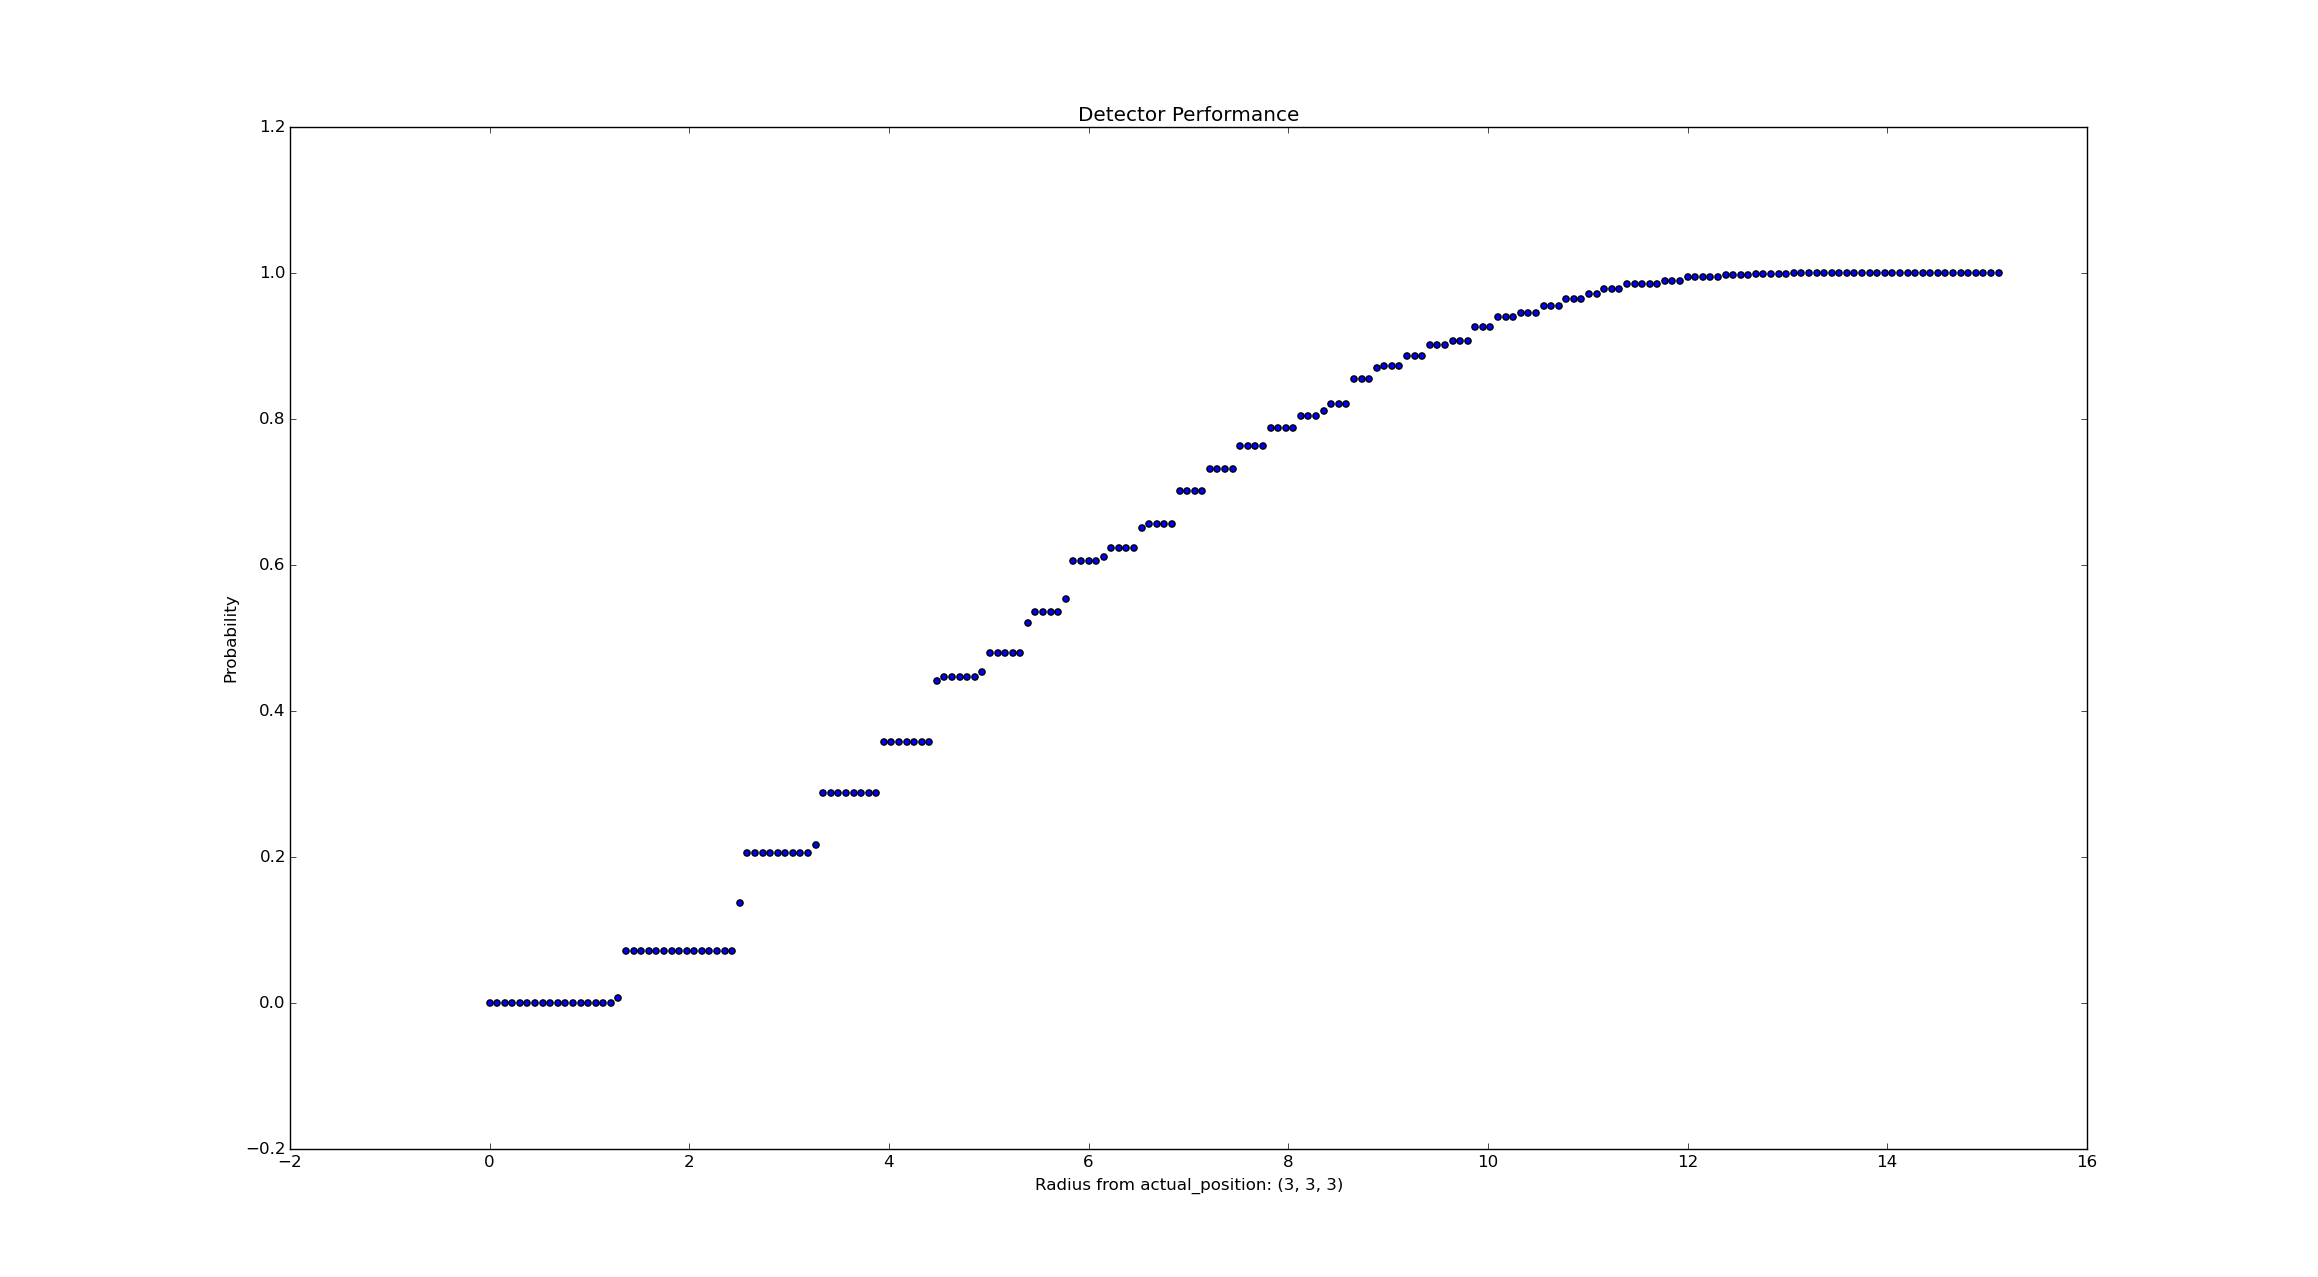 Detector Performance
1.2
1.0
0.8
0.6
0.4
0.2
0.0
−0.2
Probability
−2 0 2 4 6 8 10 12 14 16
Radius from actual_position: (3, 3, 3)